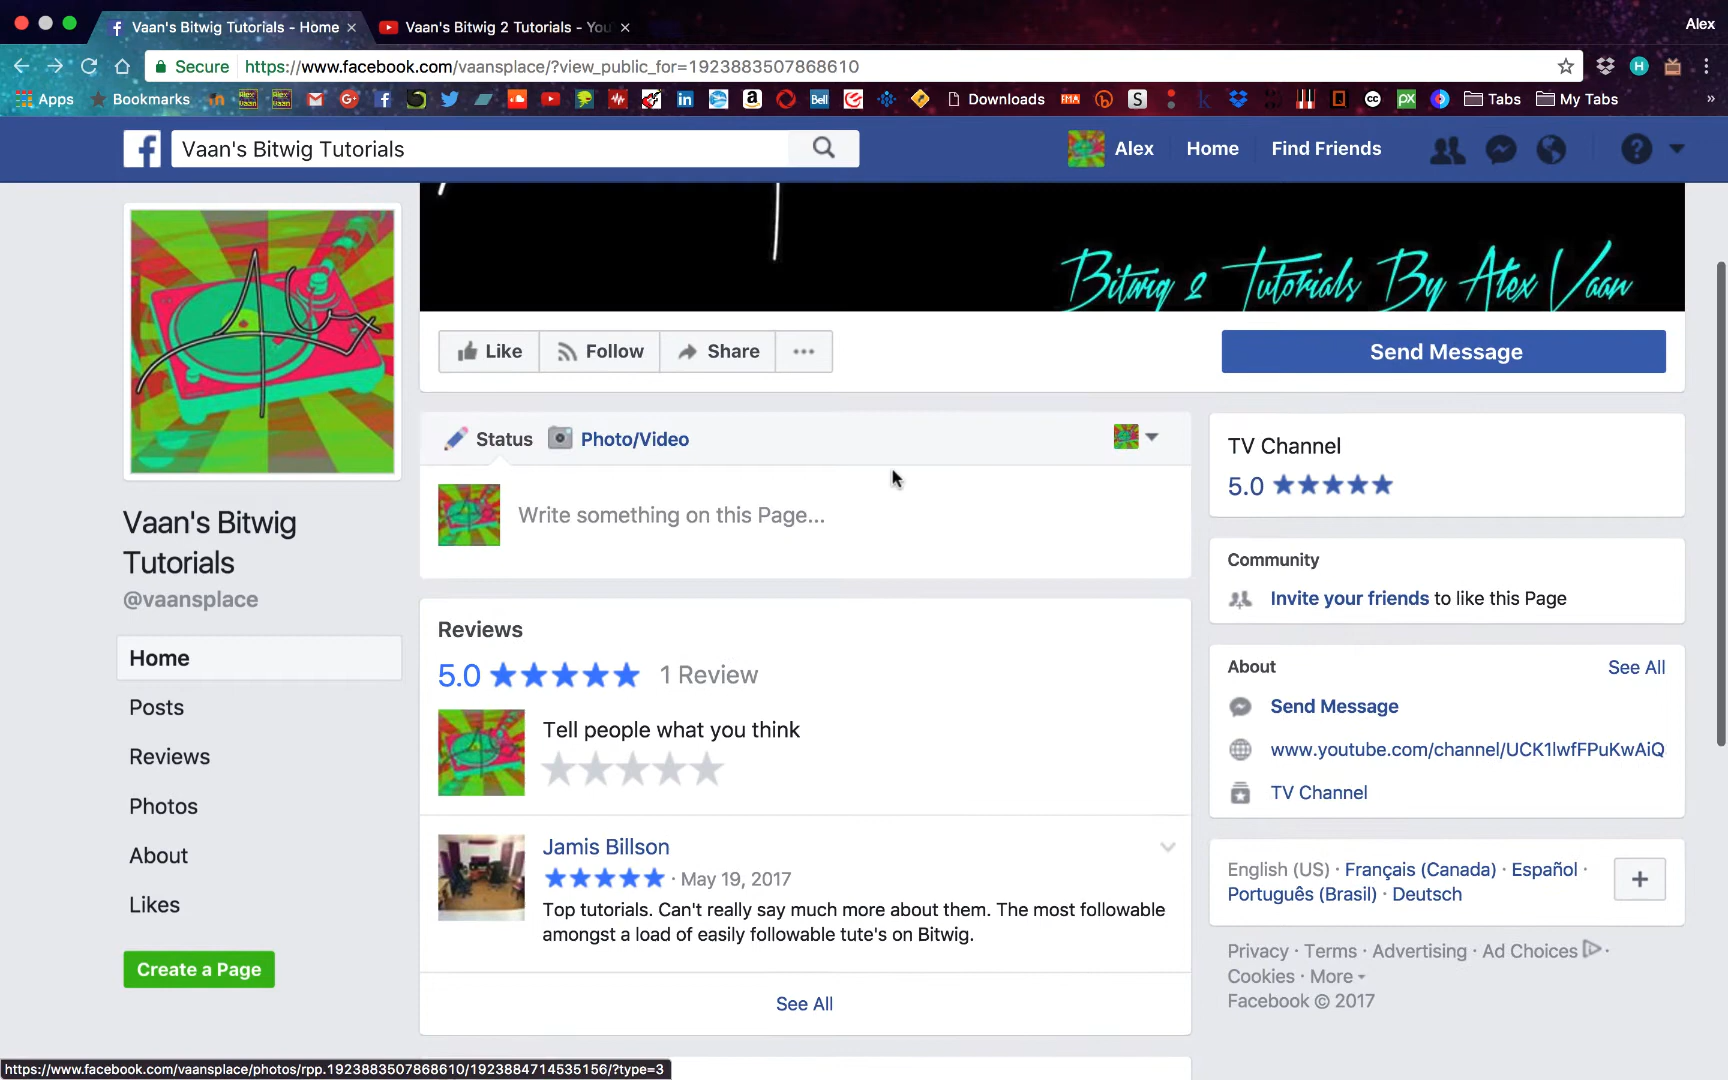 Vaan's Bitwig Tutorials - Home
Vaan's Bitwig 2 Tutorials - You
Alex
Secure https://www.facebook.com/vaansplace/?view_public_for=1923883507868610
Apps Bookmarks Downloads Tabs My Tabs »
Vaan's Bitwig Tutorials
Alex Home Find Friends
Bitwig 2 Tutorials By Alex Vaan
Like Follow Share
Send Message
Status Photo/Video
Write something on this Page...
Vaan's Bitwig
Tutorials
@vaansplace
Home
Posts
Reviews
Photos
About
Likes
Create a Page
Reviews
5.0 1 Review
Tell people what you think
Jamis Billson
· May 19, 2017
Top tutorials. Can't really say much more about them. The most followable
amongst a load of easily followable tute's on Bitwig.
See All
TV Channel
5.0
Community
Invite your friends to like this Page
About See All
Send Message
www.youtube.com/channel/UCK1lwfFPuKwAiQ
TV Channel
English (US) · Français (Canada) · Español ·
Português (Brasil) · Deutsch
Privacy · Terms · Advertising · Ad Choices ·
Cookies · More
Facebook © 2017
https://www.facebook.com/vaansplace/photos/rpp.1923883507868610/1923884714535156/?type=3